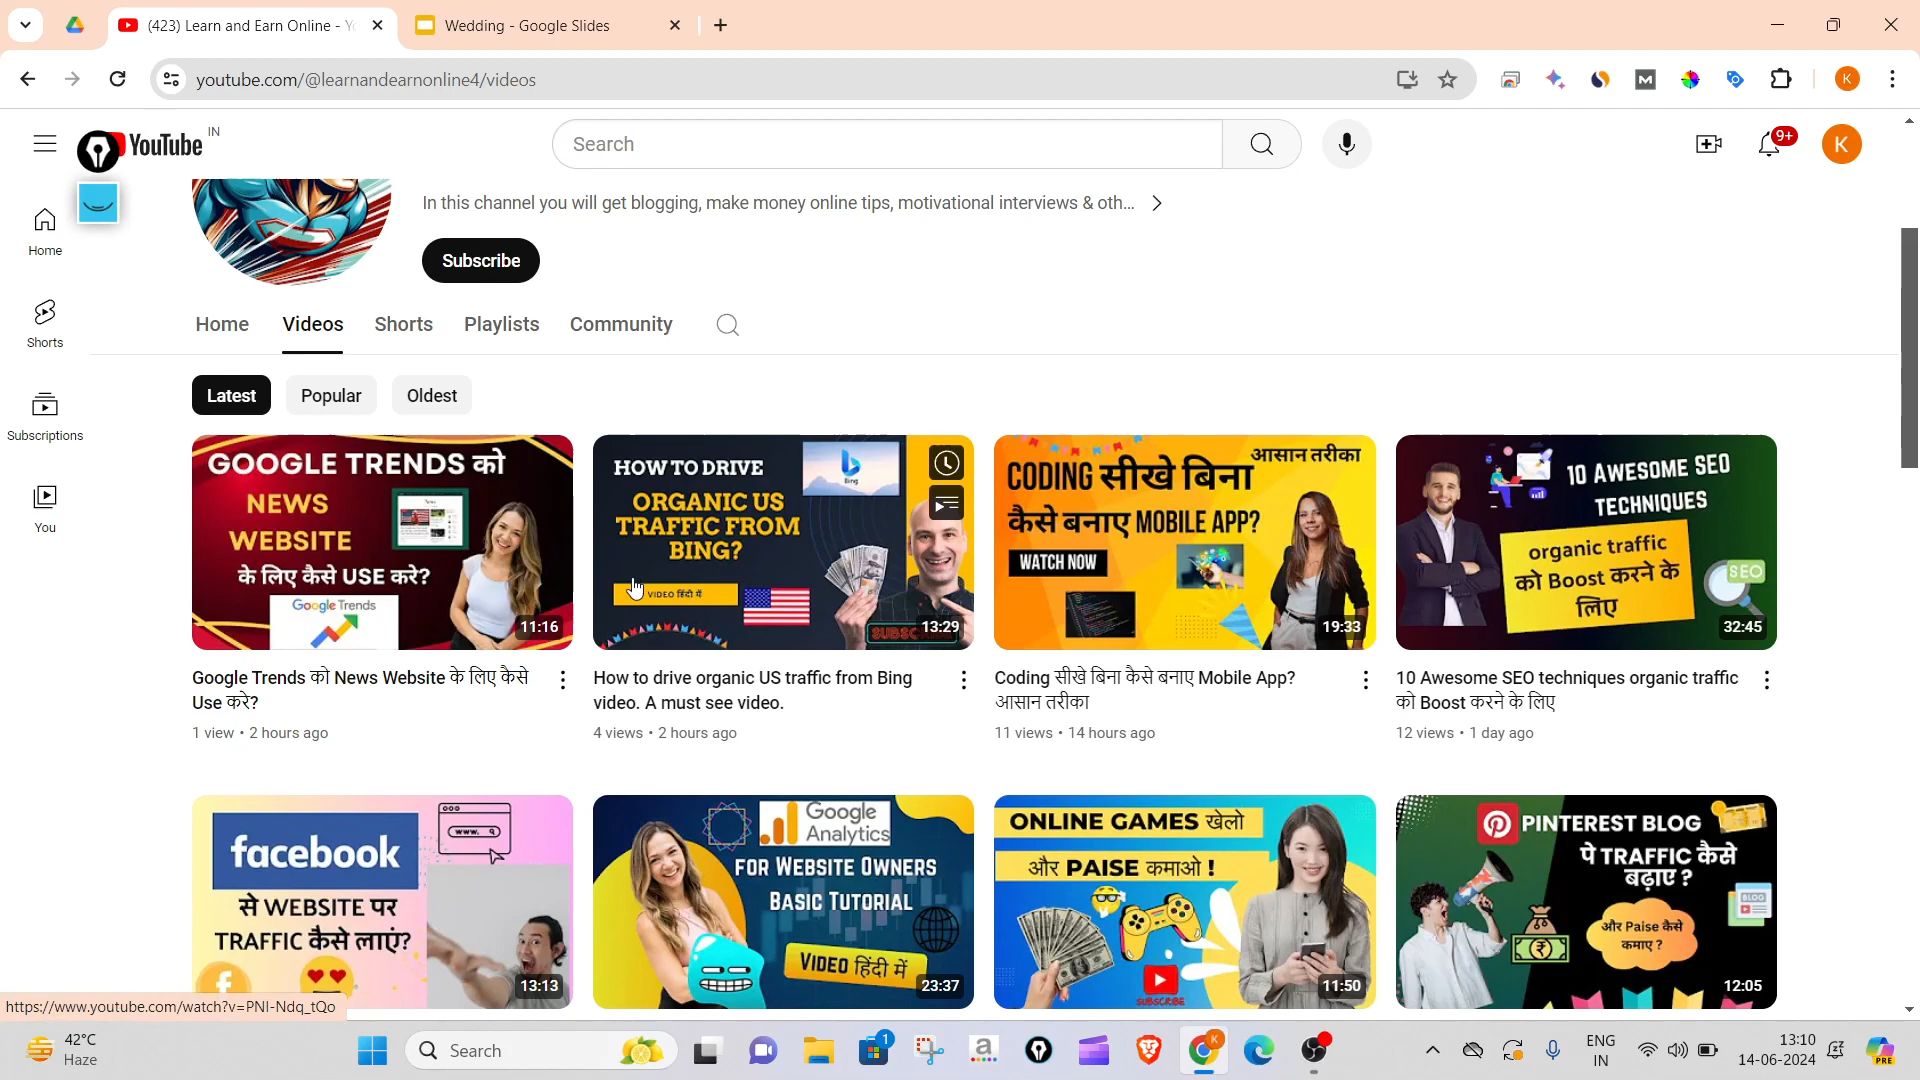 (423) Learn and Earn Online - Yo
Wedding - Google Slides
youtube.com/@learnandearnonline4/videos
K
YouTube IN
Search
9+
K
In this channel you will get blogging, make money online tips, motivational interviews & oth...
Subscribe
Home
Shorts
Subscriptions
You
Home Videos Shorts Playlists Community
Latest Popular Oldest
GOOGLE TRENDS को
NEWS
WEBSITE
के लिए कैसे USE करे?
Google Trends
11:16
HOW TO DRIVE
ORGANIC US
TRAFFIC FROM
BING?
Bing
VIDEO हिंदी में
SUBSC
13:29
आसान तरीका
CODING सीखे बिना
कैसे बनाए MOBILE APP?
WATCH NOW
19:33
10 AWESOME SEO
TECHNIQUES
organic traffic
को Boost करने के
लिए
SEO
32:45
Google Trends को News Website के लिए कैसे
Use करे?
1 view • 2 hours ago
How to drive organic US traffic from Bing
video. A must see video.
4 views • 2 hours ago
Coding सीखे बिना कैसे बनाए Mobile App?
आसान तरीका
11 views • 14 hours ago
10 Awesome SEO techniques organic traffic
को Boost करने के लिए
12 views • 1 day ago
facebook
से WEBSITE पर
TRAFFIC कैसे लाएं?
www.
13:13
Google
Analytics
FOR WEBSITE OWNERS
BASIC TUTORIAL
VIDEO हिंदी में
23:37
ONLINE GAMES खेलो
और PAISE कमाओ !
SUBSCRIBE
11:50
PINTEREST BLOG
पे TRAFFIC कैसे
बढ़ाए ?
BLOG
और Paise कैसे
कमाए ?
12:05
https://www.youtube.com/watch?v=PNI-Ndq_tQo
42°C
Haze
Search
1
a
K
ENG
IN
13:10
14-06-2024
PRE